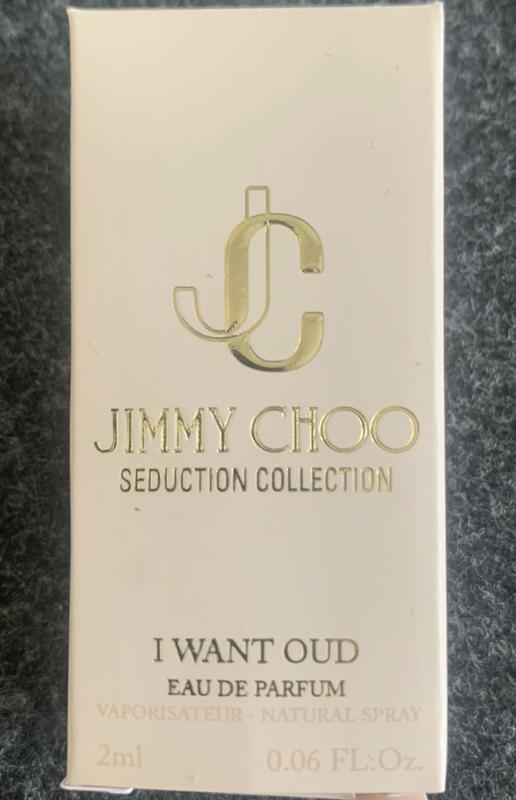 JC
JIMMY CHOO
SEDUCTION COLLECTION
I WANT OUD
EAU DE PARFUM
VAPORISATEUR - NATURAL SPRAY
2ml 0.06 FL:Oz.